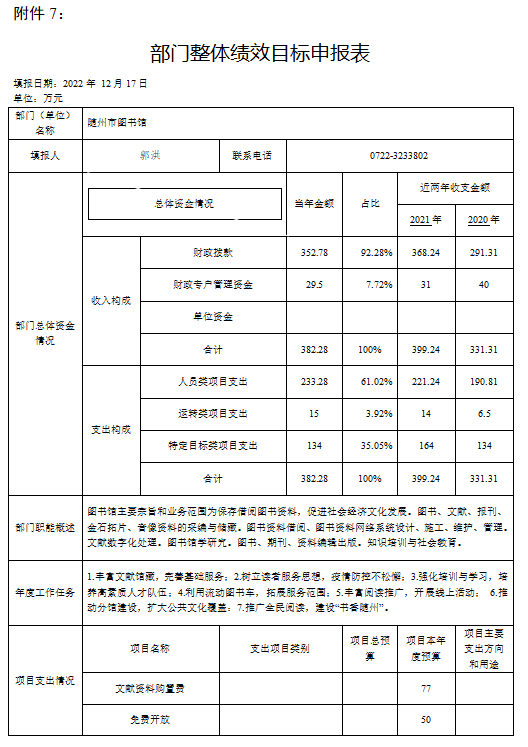 附件 7：
部门整体绩效目标申报表
填报日期：2022 年 12 月 17 日
单位：万元
部门（单位）名称 随州市图书馆
填报人 郭洪 联系电话 0722-3233802
部门总体资金情况 总体资金情况 当年金额 占比 近两年收支金额
2021 年 2020 年
收入构成 财政拨款 352.78 92.28% 368.24 291.31
财政专户管理资金 29.5 7.72% 31 40
单位资金
合计 382.28 100% 399.24 331.31
支出构成 人员类项目支出 233.28 61.02% 221.24 190.81
运转类项目支出 15 3.92% 14 6.5
特定目标类项目支出 134 35.05% 164 134
合计 382.28 100% 399.24 331.31
部门职能概述
图书馆主要宗旨和业务范围为保存借阅图书资料，促进社会经济文化发展。图书、文献、报刊、
金石拓片、音像资料的采编与储藏。图书资料借阅、图书资料网络系统设计、施工、维护、管理。
文献数字化处理。图书馆学研究。图书、期刊、资料编辑出版。知识培训与社会教育。
年度工作任务
1.丰富文献馆藏，完善基础服务；2.树立读者服务思想，疫情防控不松懈；3.强化培训与学习，培
养高素质人才队伍；4.利用流动图书车，拓展服务范围；5.丰富阅读推广，开展线上活动； 6.推
动分馆建设，扩大公共文化覆盖；7.推广全民阅读，建设“书香随州”。
项目支出情况 项目名称 支出项目类别 项目总预算 项目本年度预算 项目主要支出方向和用途
文献资料购置费 77
免费开放 50